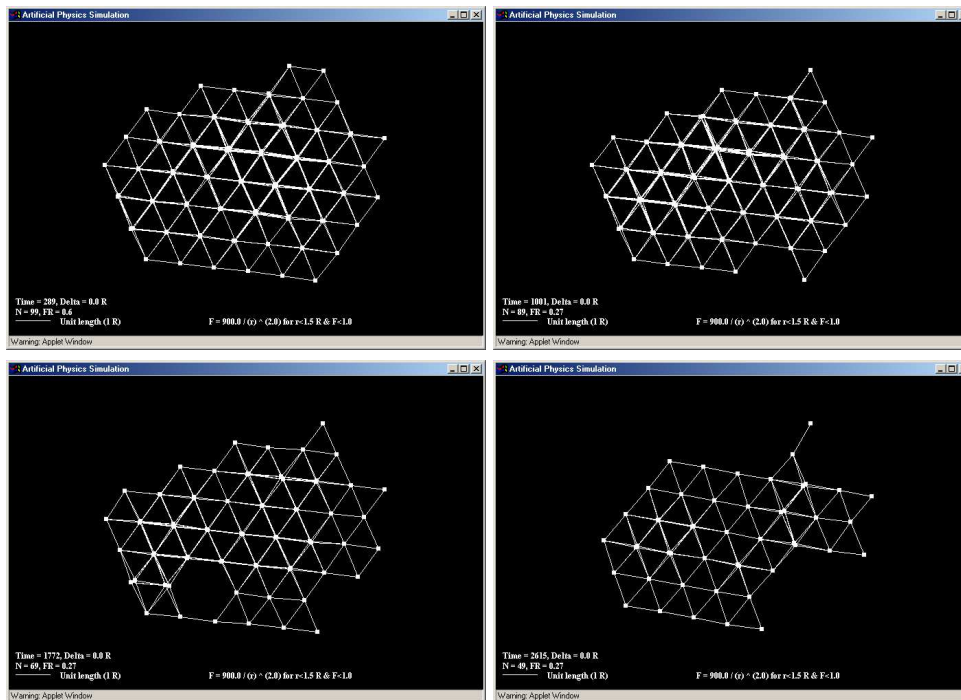 Artificial Physics Simulation
Time = 289, Delta = 0.0 R
N = 99, FR = 0.6
Unit length (1 R) F = 900.0 / (r) ^ (2.0) for r<1.5 R & F<1.0
Warning: Applet Window
Artificial Physics Simulation
Time = 1001, Delta = 0.0 R
N = 89, FR = 0.27
Unit length (1 R) F = 900.0 / (r) ^ (2.0) for r<1.5 R & F<1.0
Warning: Applet Window
Artificial Physics Simulation
Time = 1772, Delta = 0.0 R
N = 69, FR = 0.27
Unit length (1 R) F = 900.0 / (r) ^ (2.0) for r<1.5 R & F<1.0
Warning: Applet Window
Artificial Physics Simulation
Time = 2615, Delta = 0.0 R
N = 49, FR = 0.27
Unit length (1 R) F = 900.0 / (r) ^ (2.0) for r<1.5 R & F<1.0
Warning: Applet Window